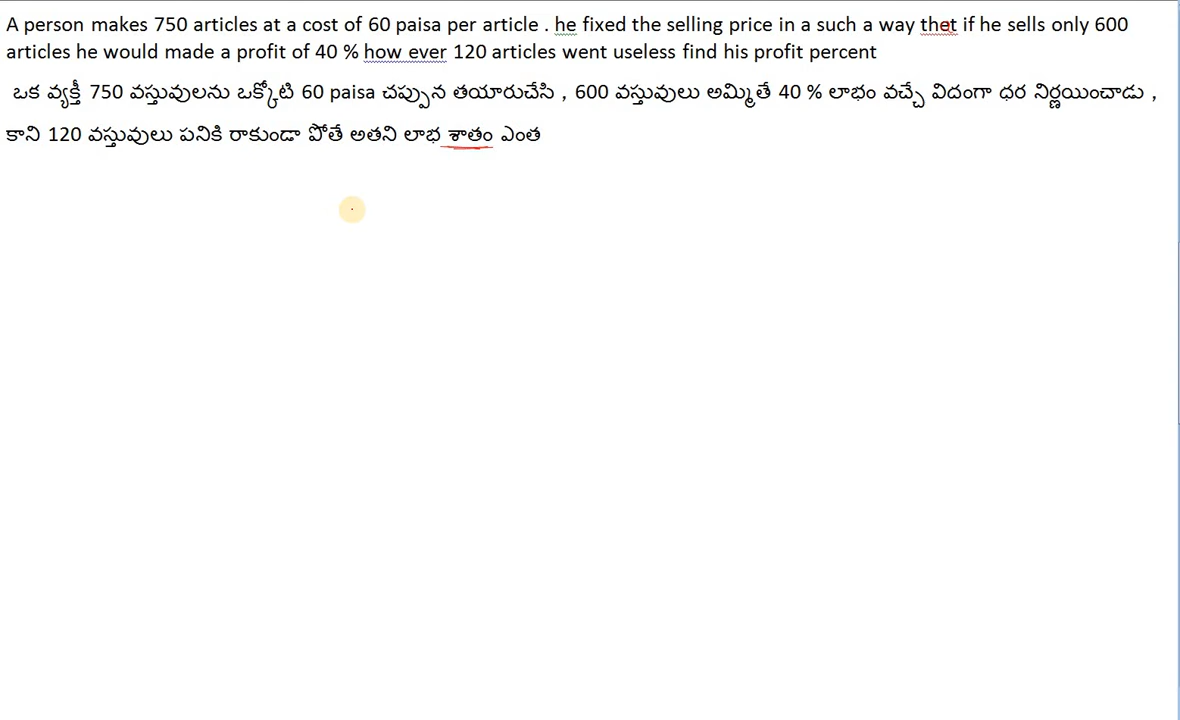 A person makes 750 articles at a cost of 60 paisa per article . he fixed the selling price in a such a way thet if he sells only 600
articles he would made a profit of 40 % how ever 120 articles went useless find his profit percent
ఒక వ్యక్తీ 750 వస్తువులను ఒక్కోటి 60 paisa చప్పున తయారుచేసి , 600 వస్తువులు అమ్మితే 40 % లాభం వచ్చే విదంగా ధర నిర్ణయించాడు ,
కాని 120 వస్తువులు పనికి రాకుండా పోతే అతని లాభ శాతం ఎంత